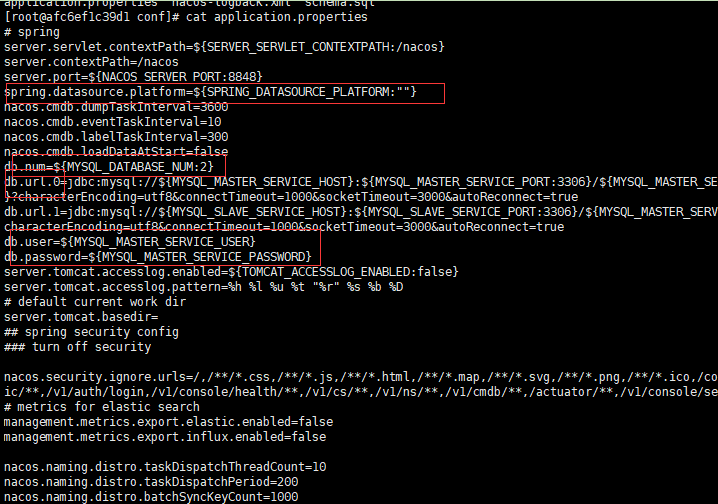 application.properties  nacos-logback.xml  schema.sql
[root@afc6ef1c39d1 conf]# cat application.properties
# spring
server.servlet.contextPath=${SERVER_SERVLET_CONTEXTPATH:/nacos}
server.contextPath=/nacos
server.port=${NACOS_SERVER_PORT:8848}
spring.datasource.platform=${SPRING_DATASOURCE_PLATFORM:""}
nacos.cmdb.dumpTaskInterval=3600
nacos.cmdb.eventTaskInterval=10
nacos.cmdb.labelTaskInterval=300
nacos.cmdb.loadDataAtStart=false
db.num=${MYSQL_DATABASE_NUM:2}
db.url.0=jdbc:mysql://${MYSQL_MASTER_SERVICE_HOST}:${MYSQL_MASTER_SERVICE_PORT:3306}/${MYSQL_MASTER_SE
}?characterEncoding=utf8&connectTimeout=1000&socketTimeout=3000&autoReconnect=true
db.url.1=jdbc:mysql://${MYSQL_SLAVE_SERVICE_HOST}:${MYSQL_SLAVE_SERVICE_PORT:3306}/${MYSQL_MASTER_SERV
characterEncoding=utf8&connectTimeout=1000&socketTimeout=3000&autoReconnect=true
db.user=${MYSQL_MASTER_SERVICE_USER}
db.password=${MYSQL_MASTER_SERVICE_PASSWORD}
server.tomcat.accesslog.enabled=${TOMCAT_ACCESSLOG_ENABLED:false}
server.tomcat.accesslog.pattern=%h %l %u %t "%r" %s %b %D
# default current work dir
server.tomcat.basedir=
## spring security config
### turn off security
nacos.security.ignore.urls=/,/**/*.css,/**/*.js,/**/*.html,/**/*.map,/**/*.svg,/**/*.png,/**/*.ico,/co
ic/**,/v1/auth/login,/v1/console/health/**,/v1/cs/**,/v1/ns/**,/v1/cmdb/**,/actuator/**,/v1/console/se
# metrics for elastic search
management.metrics.export.elastic.enabled=false
management.metrics.export.influx.enabled=false
nacos.naming.distro.taskDispatchThreadCount=10
nacos.naming.distro.taskDispatchPeriod=200
nacos.naming.distro.batchSyncKeyCount=1000